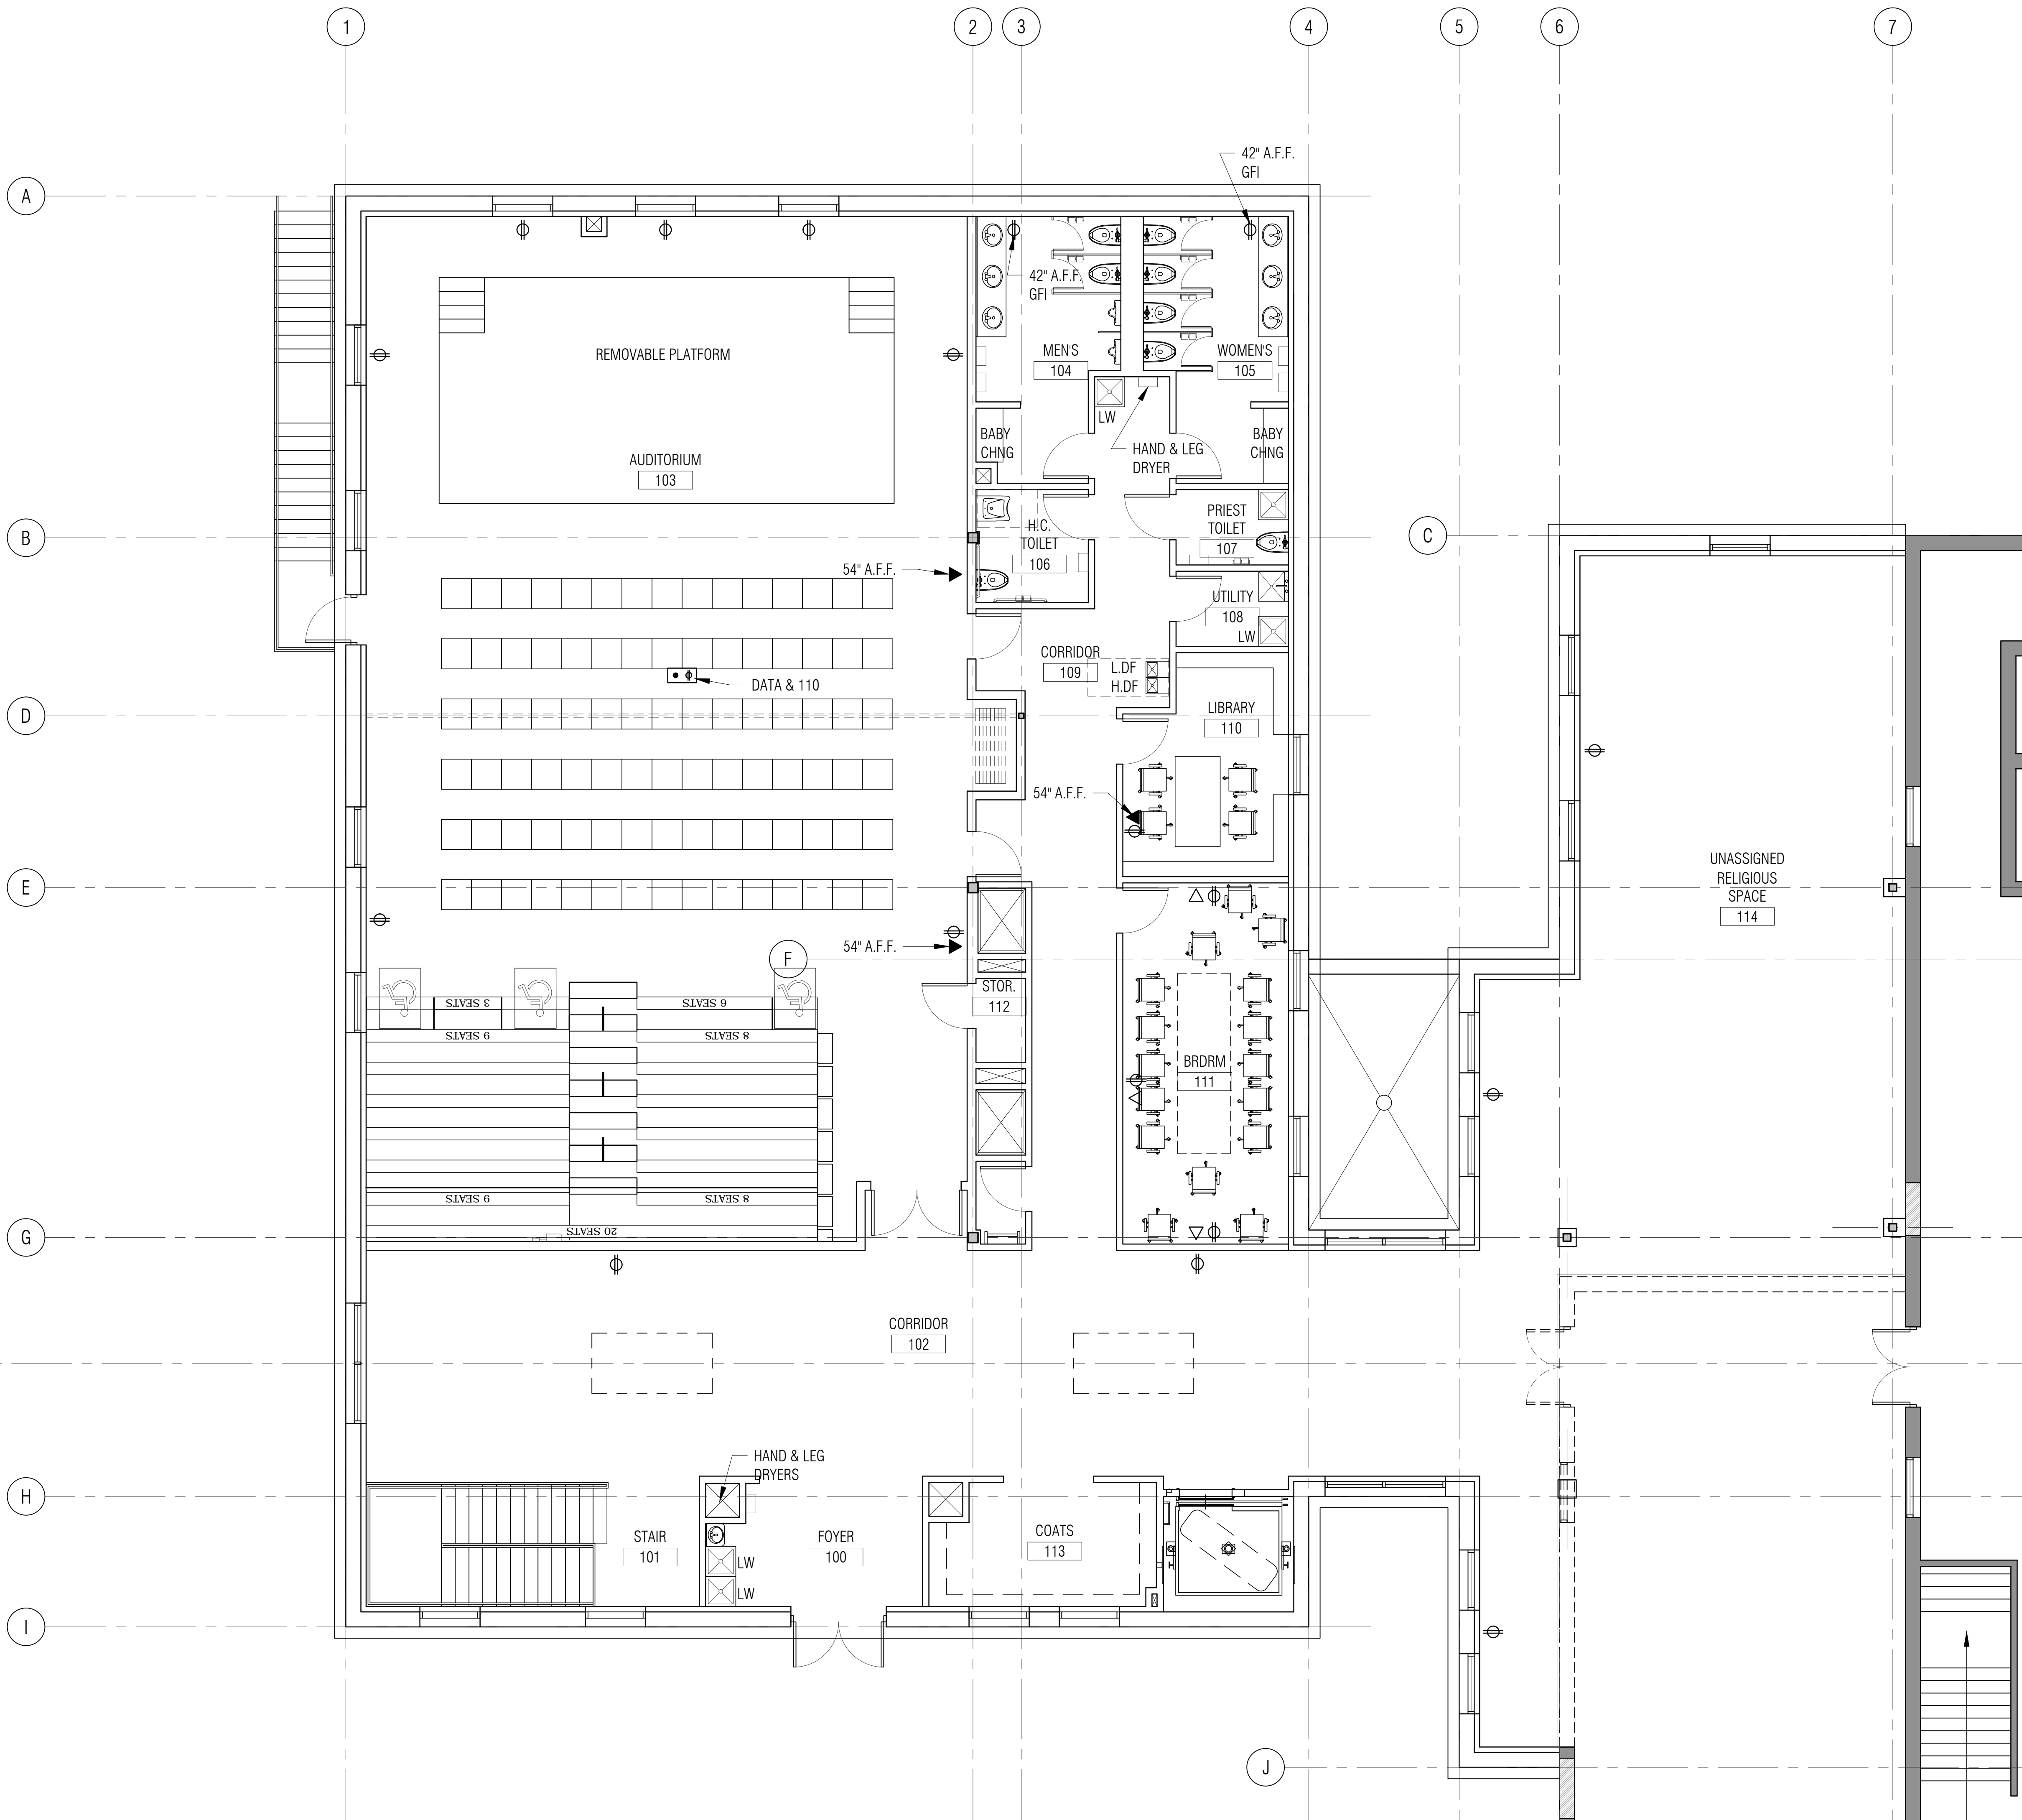 1
2
3
4
5
6
7
42" A.F.F.
GFI
A
42" A.F.F.
GFI
REMOVABLE PLATFORM
MEN'S
104
WOMEN'S
105
LW
BABY
CHNG
BABY
CHNG
HAND & LEG
DRYER
AUDITORIUM
103
PRIEST
TOILET
107
H.C.
TOILET
106
B
C
54" A.F.F.
UTILITY
108
LW
CORRIDOR
109
L.DF
H.DF
DATA & 110
D
LIBRARY
110
54" A.F.F.
UNASSIGNED
RELIGIOUS
SPACE
114
E
54" A.F.F.
F
STOR.
112
3 SEATS
6 SEATS
9 SEATS
8 SEATS
BRDRM
111
9 SEATS
8 SEATS
20 SEATS
G
CORRIDOR
102
HAND & LEG
DRYERS
H
STAIR
101
FOYER
100
COATS
113
LW
LW
I
J